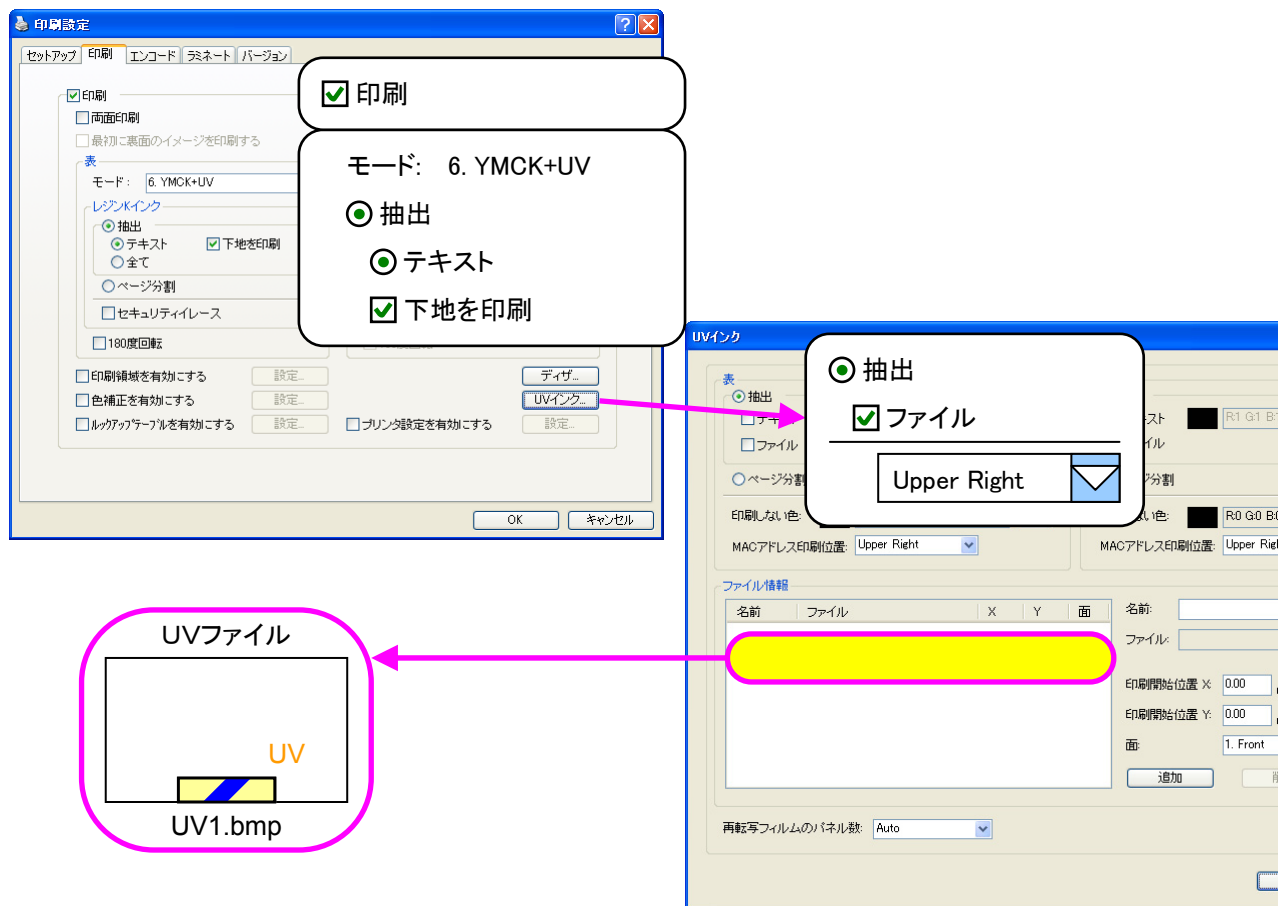 印刷設定
セットアップ 印刷 エンコード ラミネート バージョン
印刷
両面印刷
最初に裏面のイメージを印刷する
表
モード: 6. YMCK+UV
レジンKインク
抽出
テキスト 下地を印刷
全て
ページ分割
セキュリティイレース
180度回転
印刷領域を有効にする 設定... ディザ...
色補正を有効にする 設定... UVインク...
ルックアップテーブルを有効にする 設定... プリンタ設定を有効にする 設定...
OK キャンセル
印刷
モード: 6. YMCK+UV
抽出
テキスト
下地を印刷
UVインク
表
抽出
ファイル
ページ分割
印刷しない色: R:0 G:0
MACアドレス印刷位置: Upper Right MACアドレス印刷位置:
抽出
ファイル
Upper Right
R:1 G:1
ファイル情報
名前 ファイル X Y 面
名前:
ファイル:
印刷開始位置 X: 0.00
印刷開始位置 Y: 0.00
面: 1. Front
追加
再転写フィルムのパネル数: Auto
UVファイル
UV
UV1.bmp